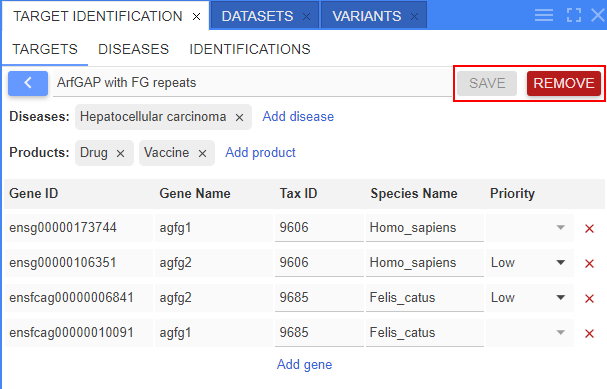 TARGET IDENTIFICATION × DATASETS × VARIANTS ×
TARGETS DISEASES IDENTIFICATIONS
ArfGAP with FG repeats SAVE REMOVE
Diseases: Hepatocellular carcinoma × Add disease
Products: Drug × Vaccine × Add product
Gene ID Gene Name Tax ID Species Name Priority
ensg00000173744 agfg1 9606 Homo_sapiens ×
ensg00000106351 agfg2 9606 Homo_sapiens Low ×
ensfcag00000006841 agfg2 9685 Felis_catus Low ×
ensfcag00000010091 agfg1 9685 Felis_catus ×
Add gene